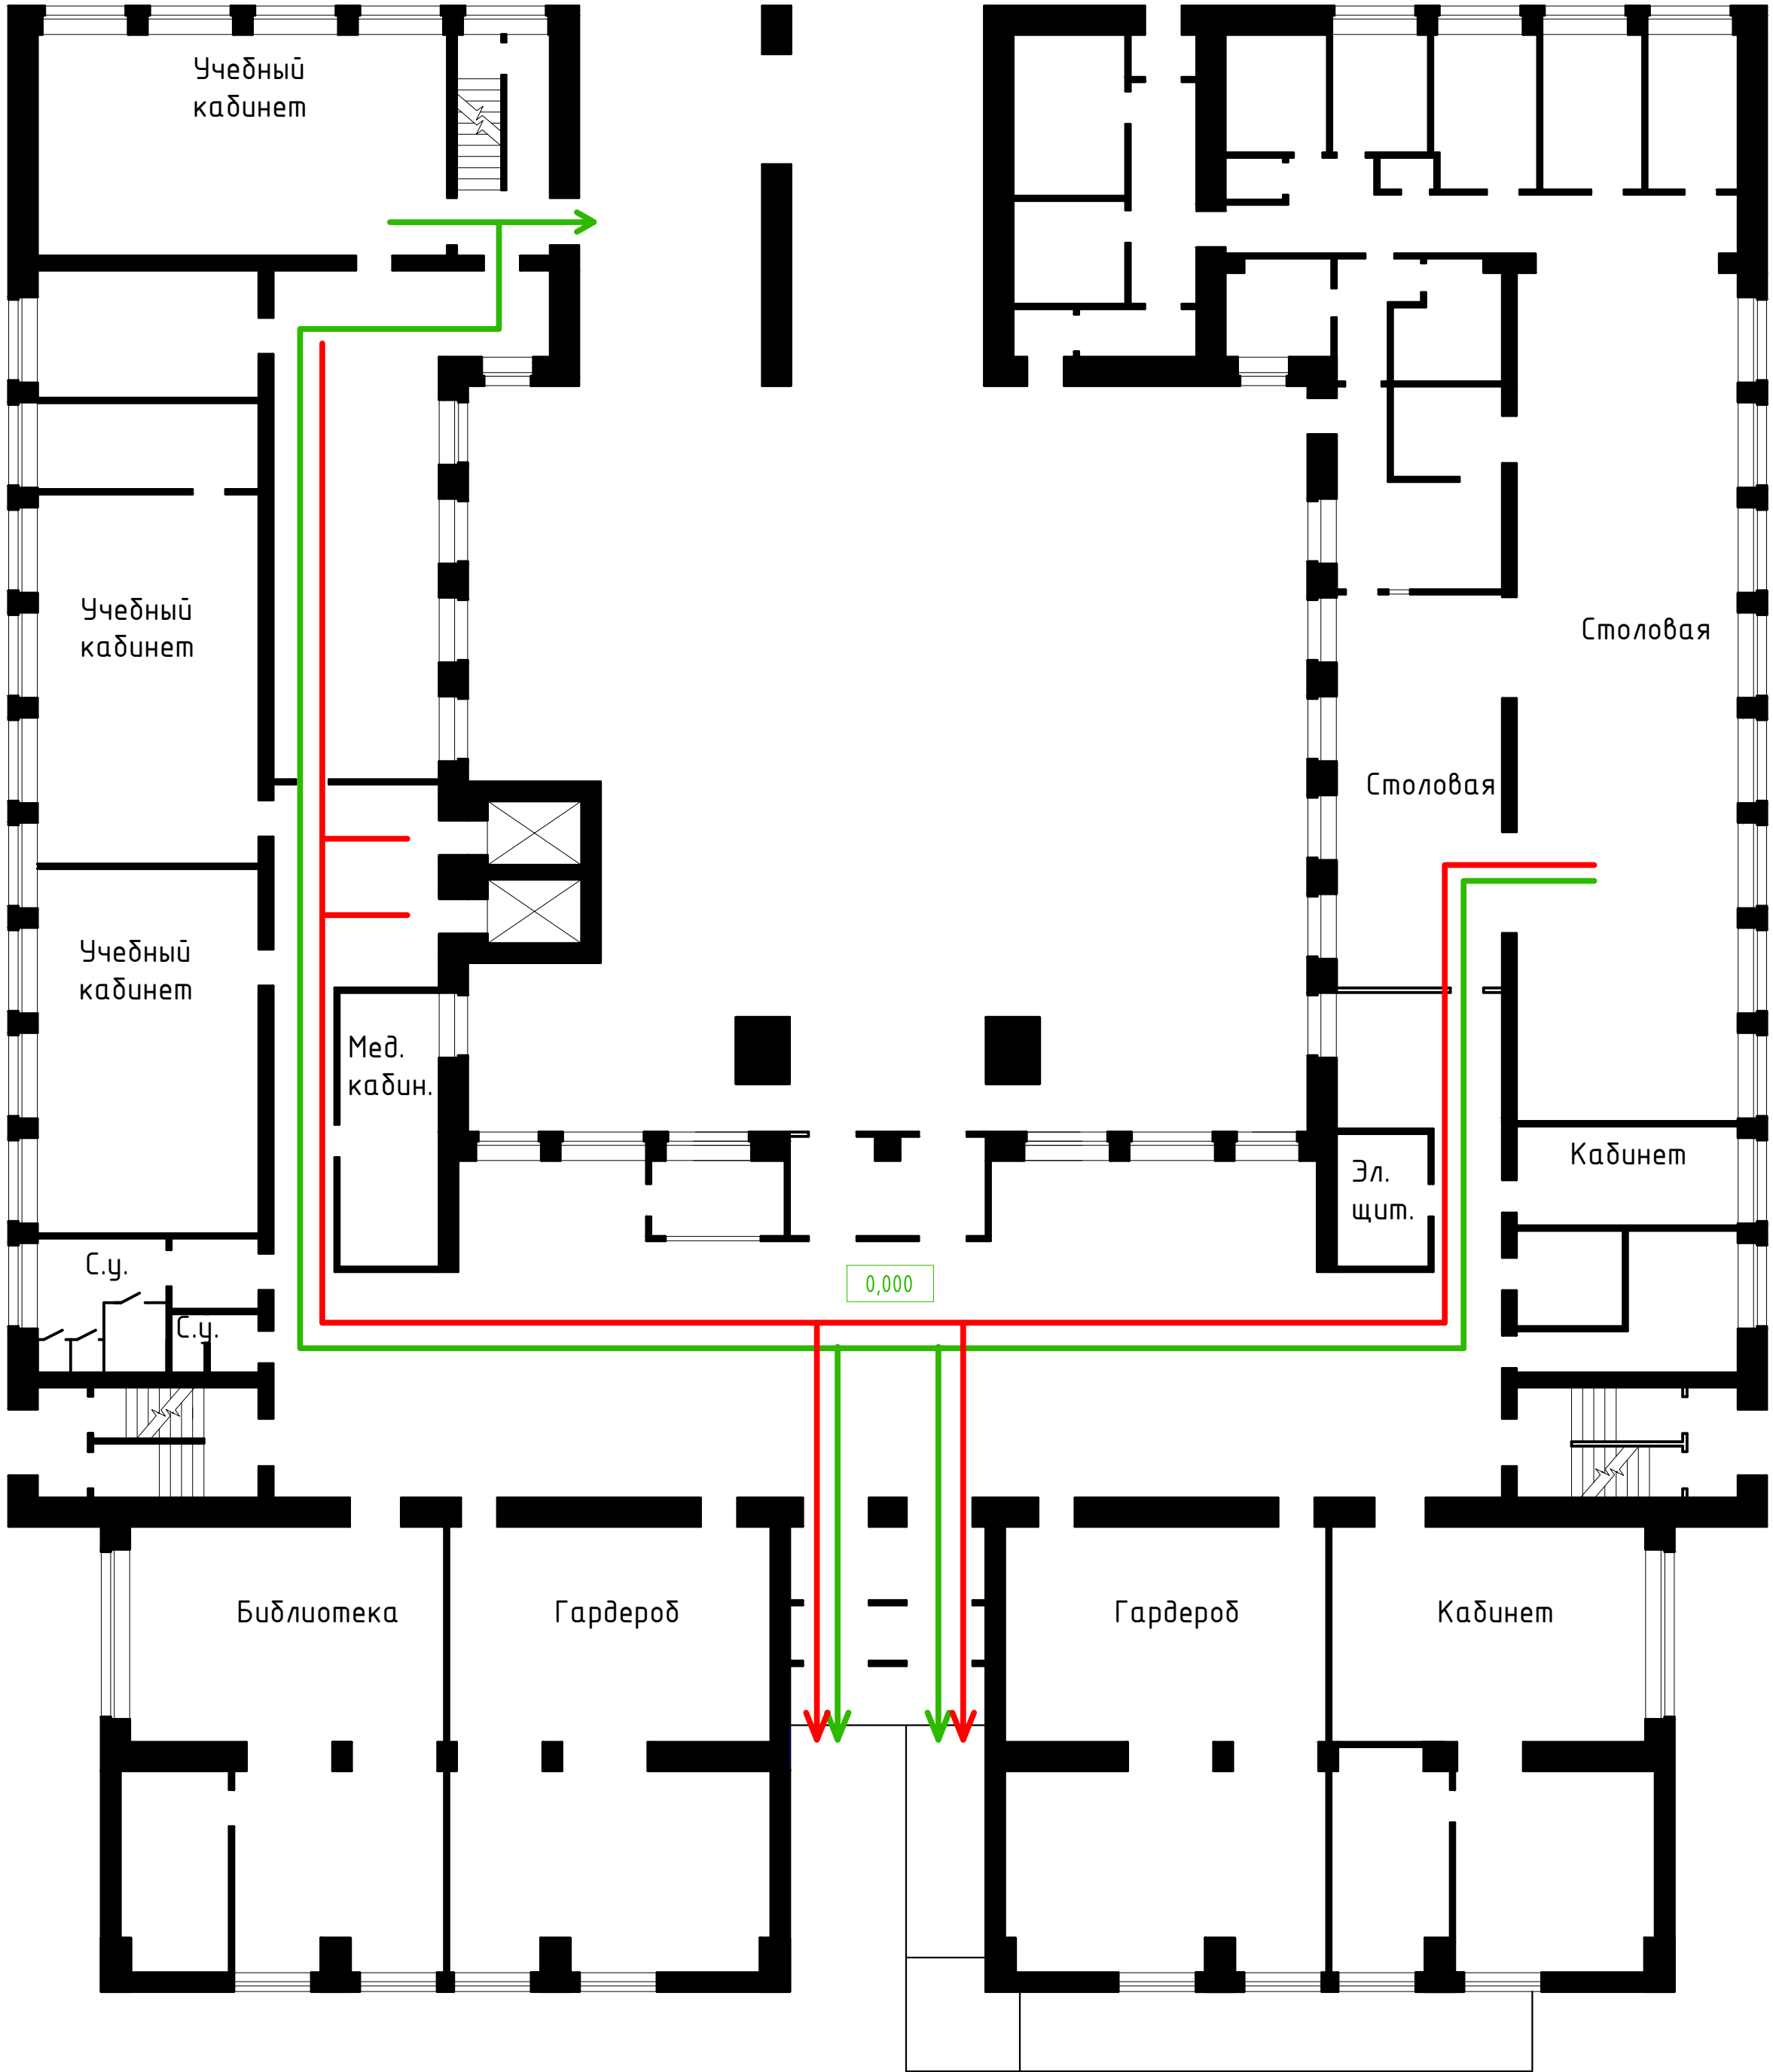 Учебный
кабинет
Учебный
кабинет
Столовая
Столовая
Учебный
кабинет
Мед.
кабин.
Кабинет
Эл.
щит.
С.у.
0,000
С.у.
Библиотека
Гардероб
Гардероб
Кабинет